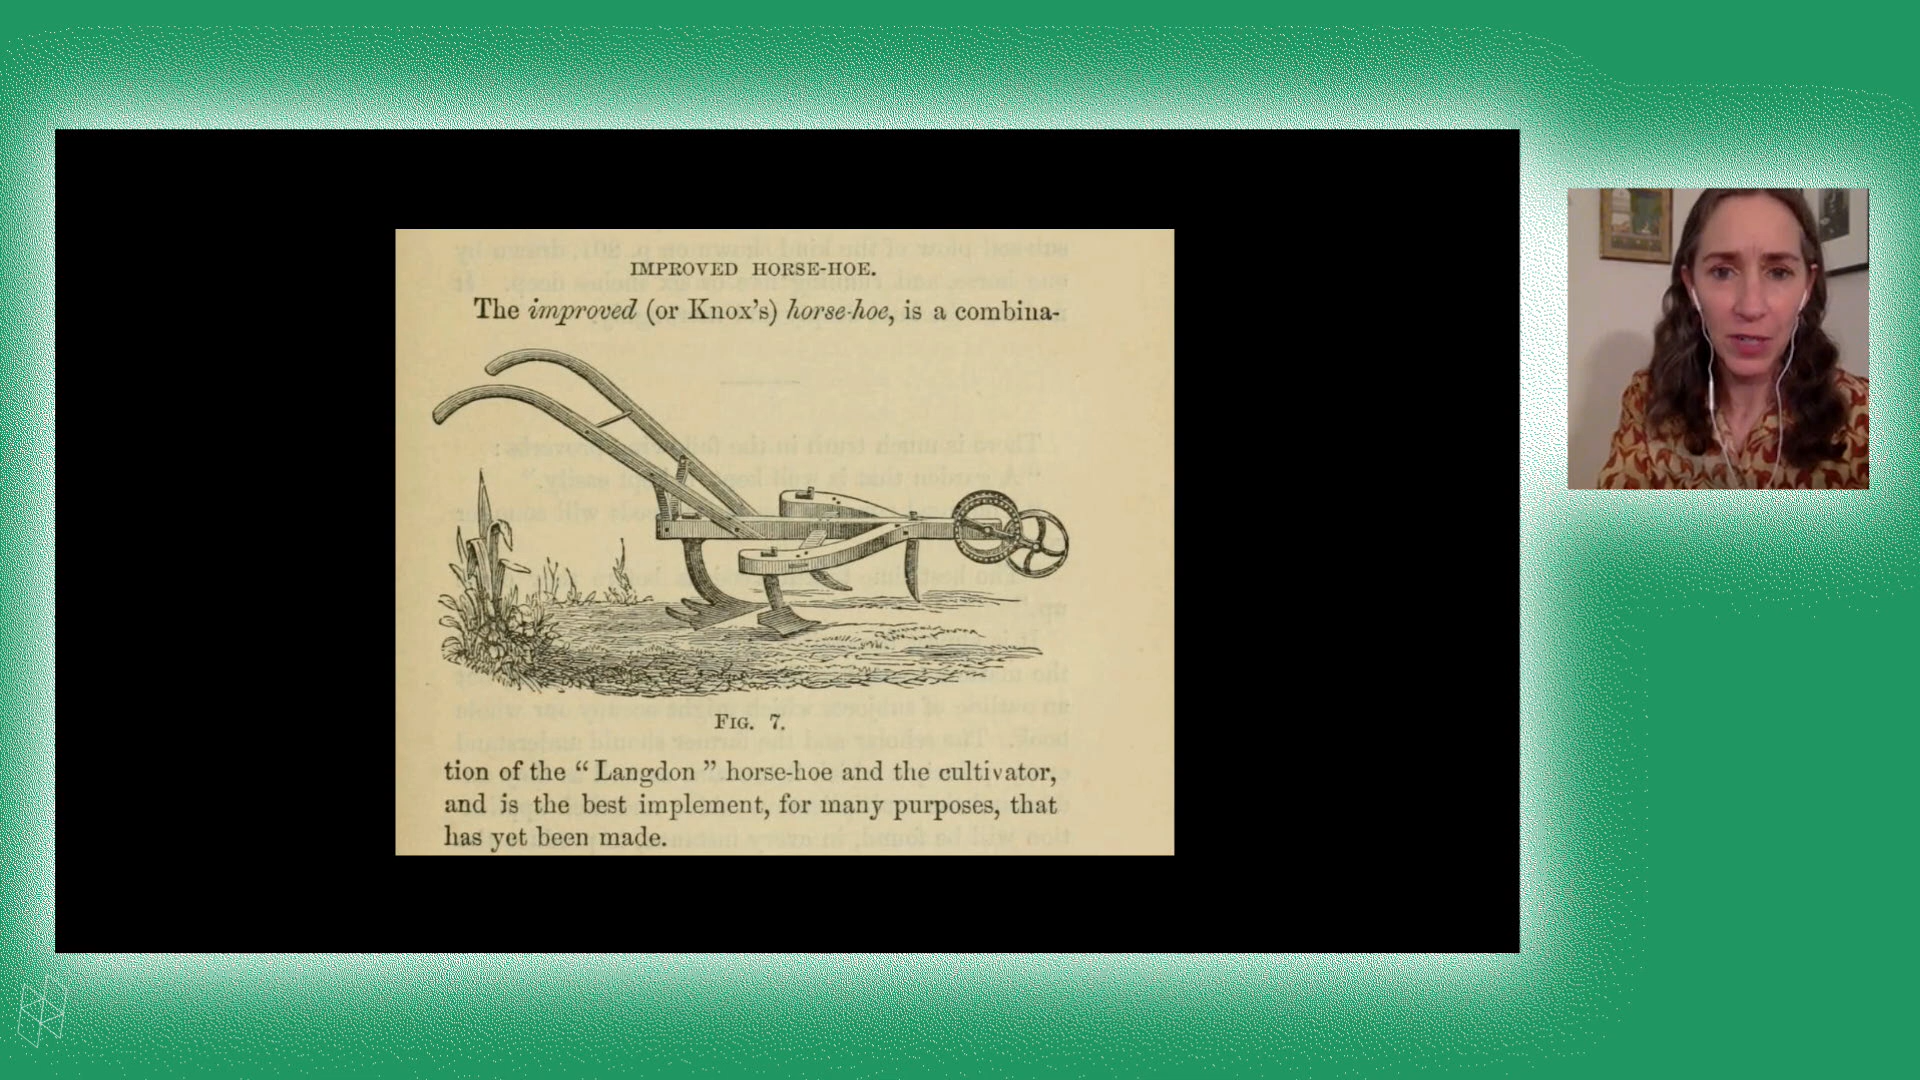 IMPROVED HORSE-HOE.
The improved (or Knox's) horse-hoe, is a combina-
FIG. 7.
tion of the “Langdon” horse-hoe and the cultivator,
and is the best implement, for many purposes, that
has yet been made.